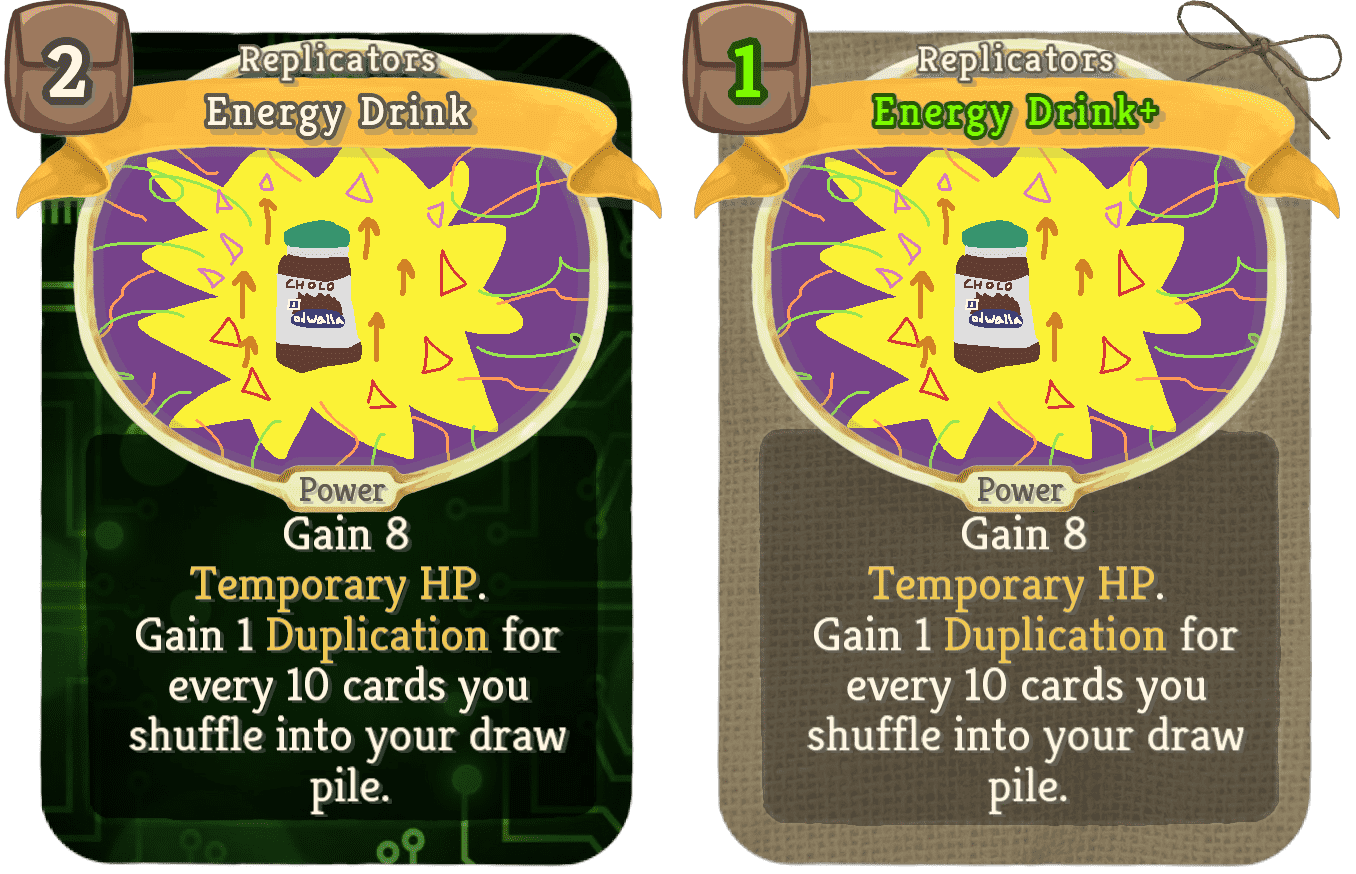 2
Replicators
Energy Drink
CHOLO
odwalla
Power
Gain 8
Temporary HP.
Gain 1 Duplication for
every 10 cards you
shuffle into your draw
pile.
1
Replicators
Energy Drink+
CHOLO
odwalla
Power
Gain 8
Temporary HP.
Gain 1 Duplication for
every 10 cards you
shuffle into your draw
pile.